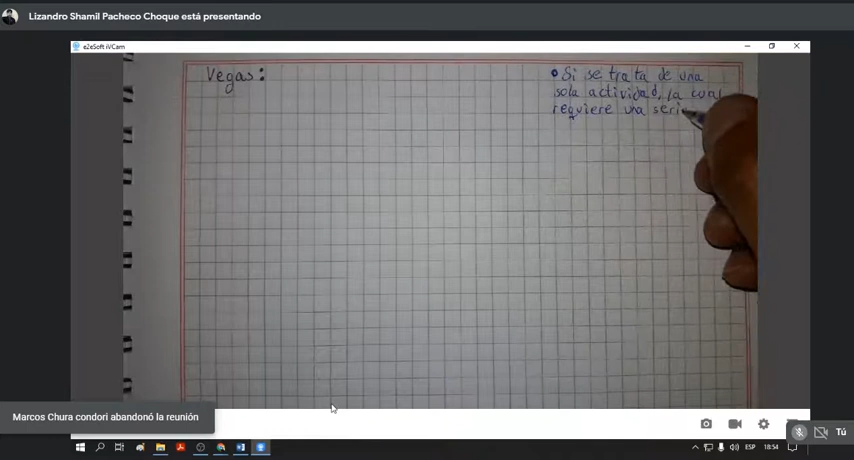 Lizandro Shamil Pacheco Choque está presentando
e2eSoft iVCam
Vegas:
• Si se trata de una
sola actividad, la cual
requiere una seri
Marcos Chura condori abandonó la reunión
Tú
ESP
18:54